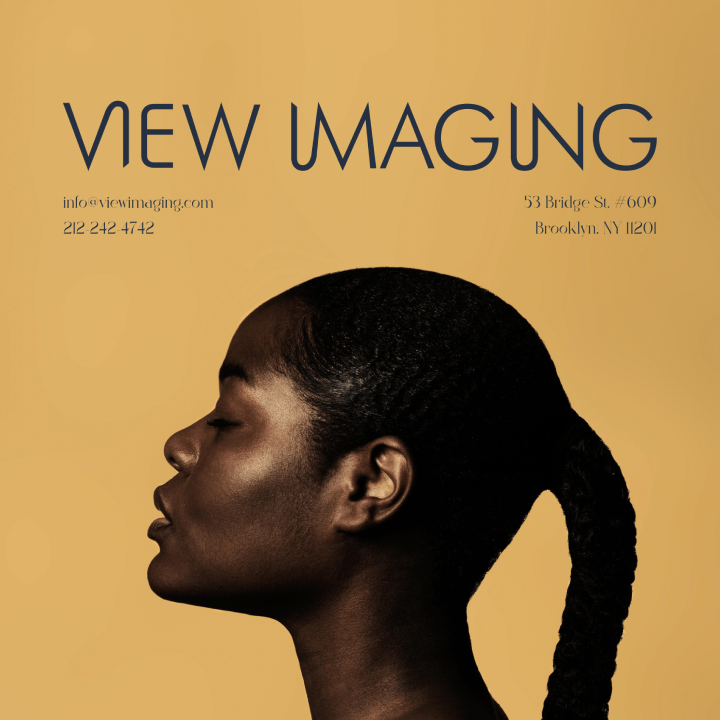 VIEW IMAGING
info@viewimaging.com
212-242-4742
53 Bridge St. #609
Brooklyn, NY 11201